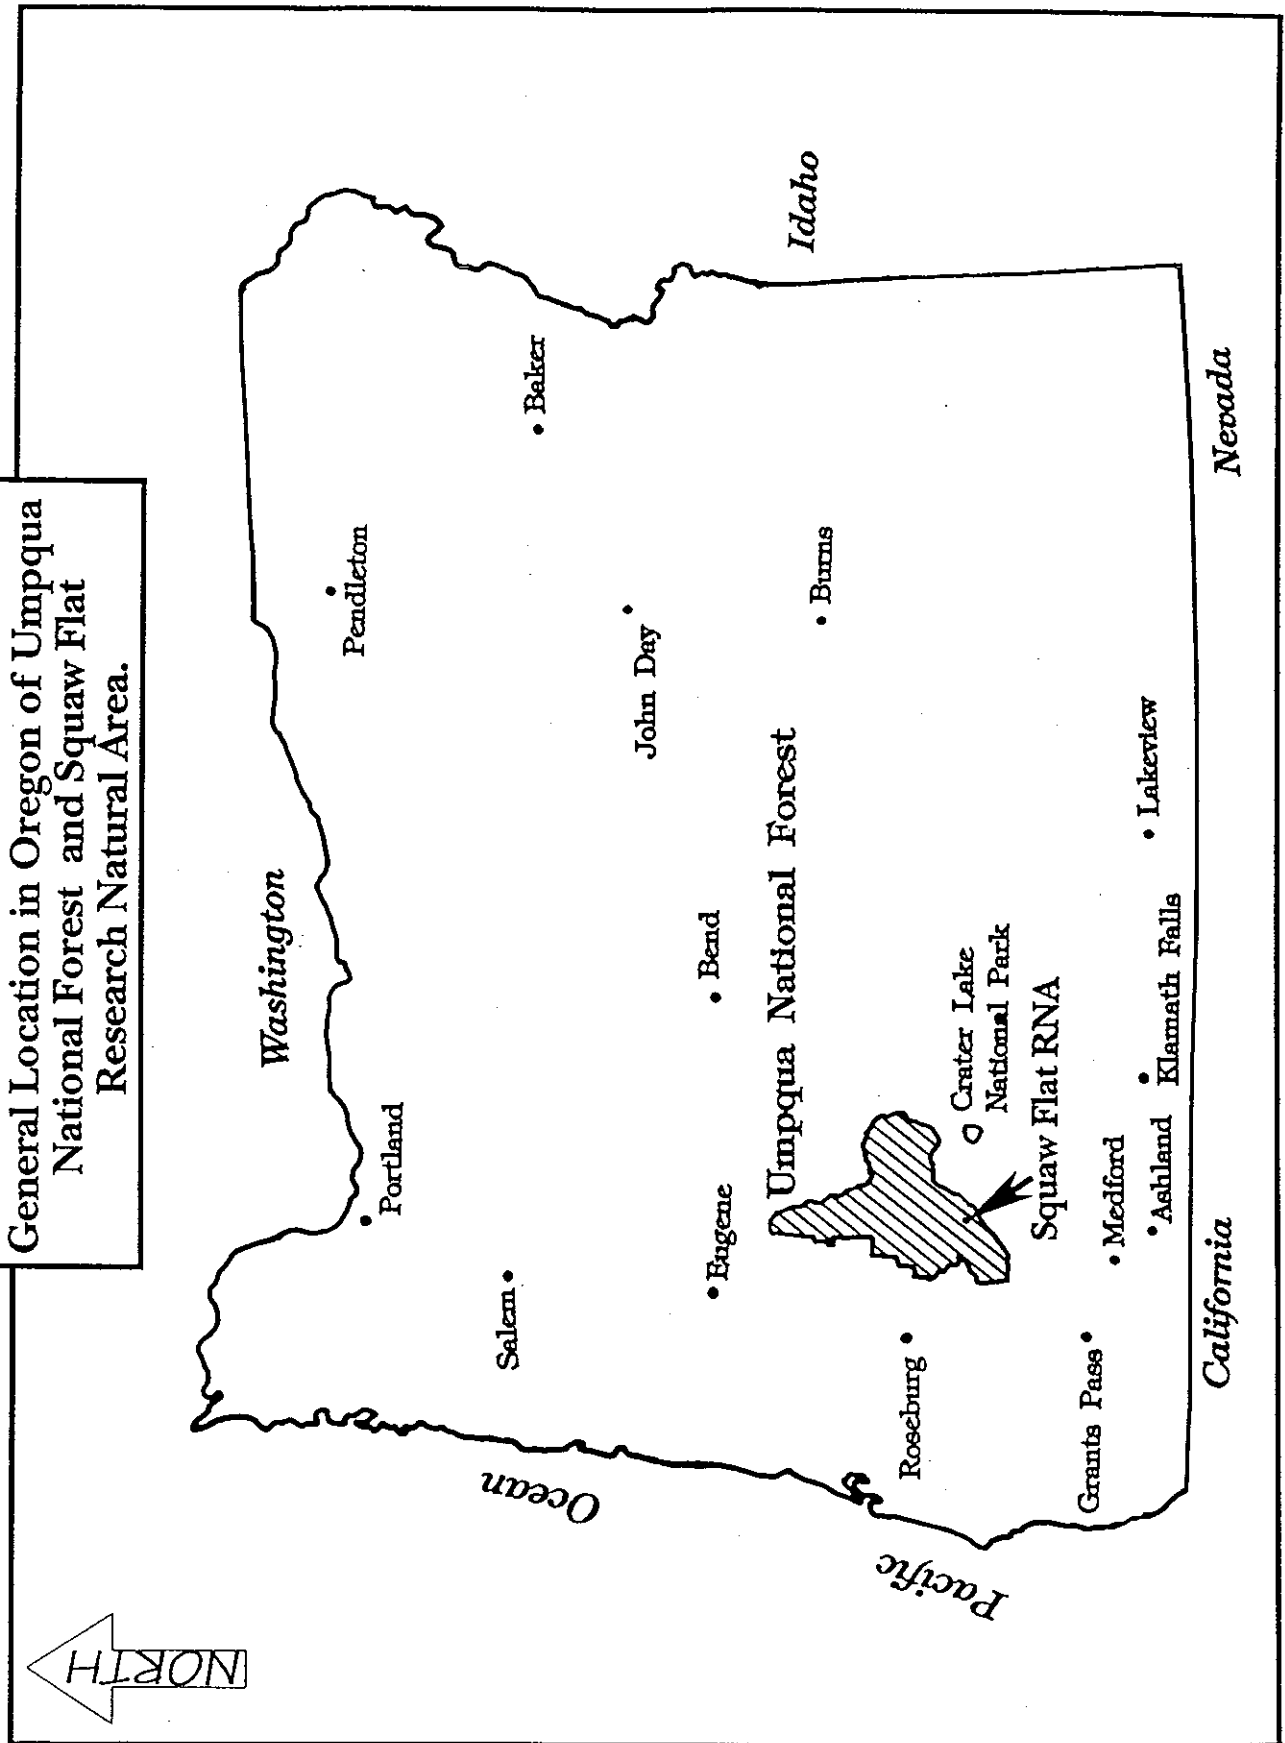 General Location in Oregon of Umpqua
National Forest and Squaw Flat
Research Natural Area.
NORTH
Washington
Portland
Pendleton
Salem
Baker
John Day
Ocean
Eugene
Bend
Umpqua National Forest
Burns
Idaho
Roseburg
Pacific
Crater Lake
National Park
Squaw Flat RNA
Grants Pass
Medford
Ashland
Klamath Falls
Lakeview
California
Nevada